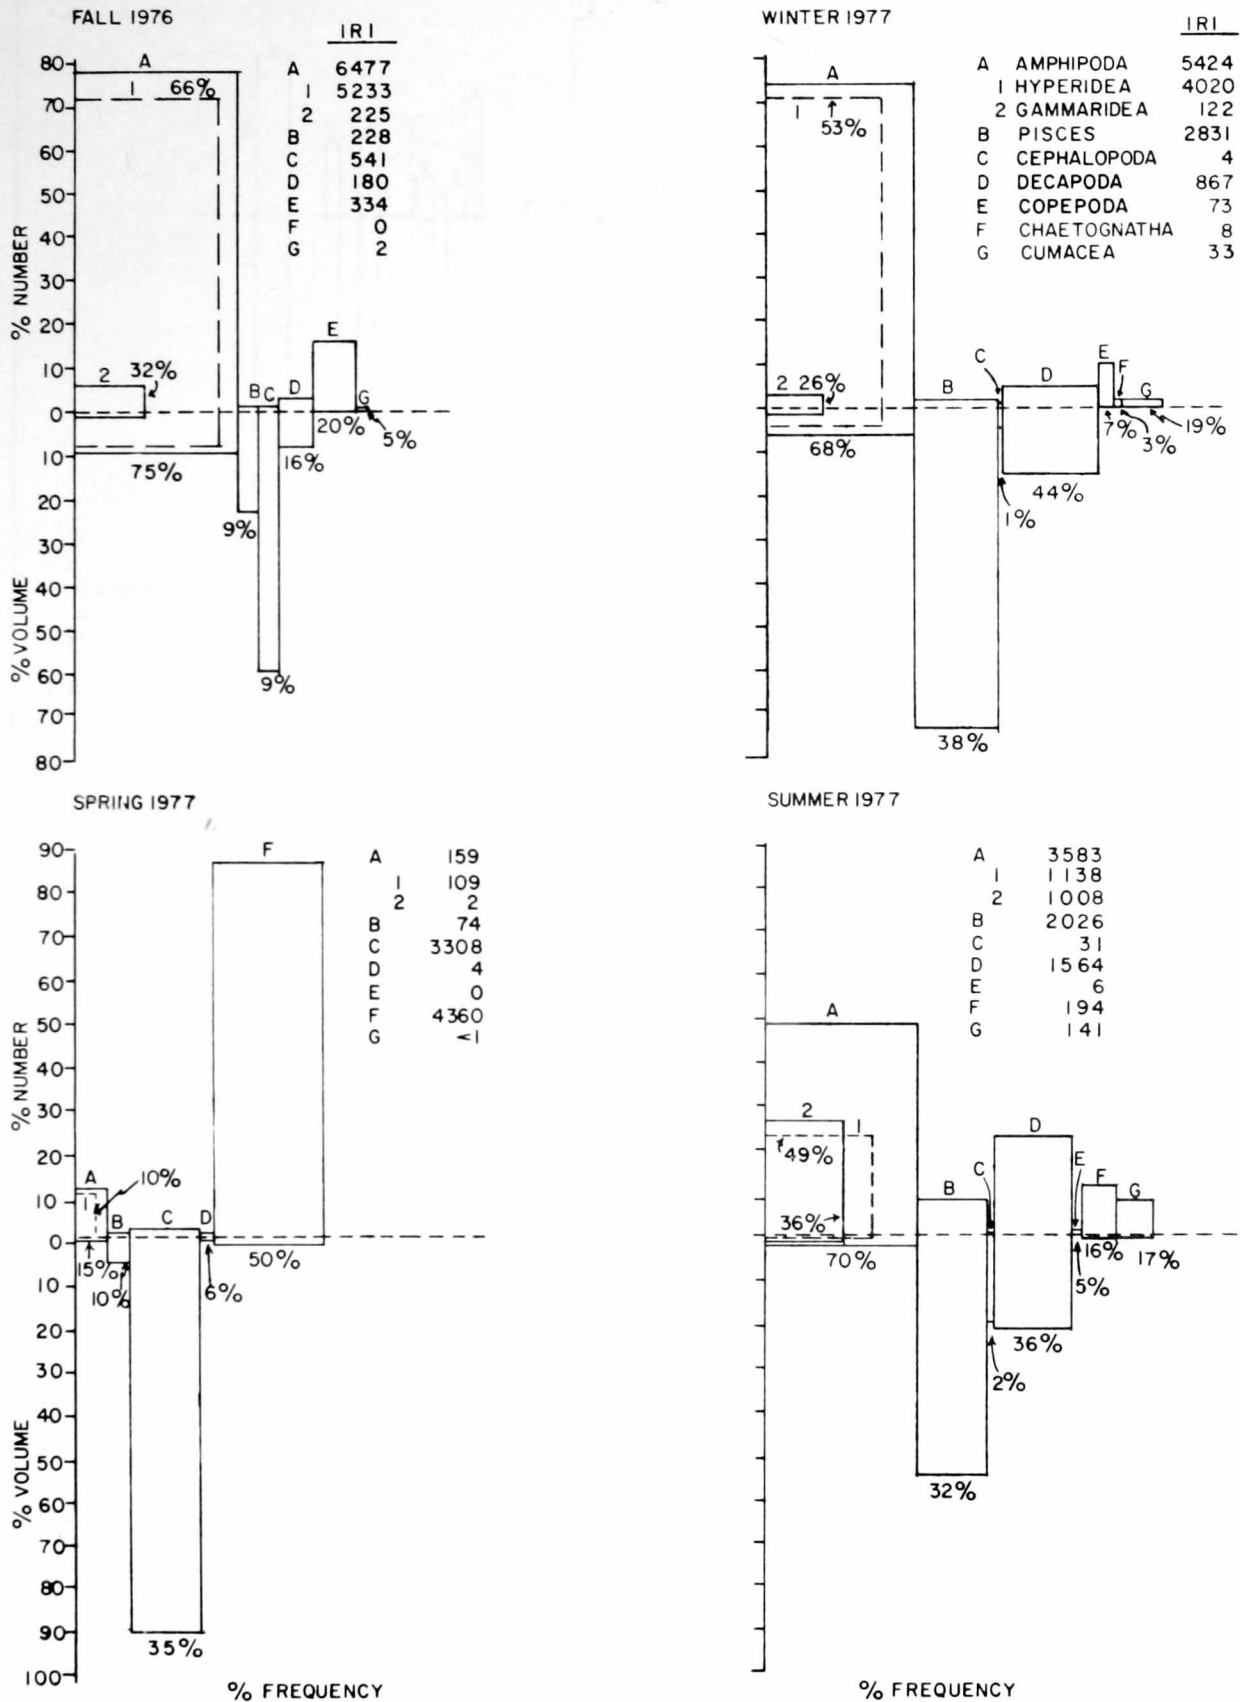 FALL 1976
IRI
A 6477
1 5233
2 225
B 228
C 541
D 180
E 334
F 0
G 2
80
70
60
50
40
30
20
10
0
10
20
30
40
50
60
70
80
% NUMBER
% VOLUME
A
1 66%
2 32%
B C D E G
75%
9%
9%
16%
20%
5%
WINTER 1977
IRI
A AMPHIPODA 5424
1 HYPERIDEA 4020
2 GAMMARIDEA 122
B PISCES 2831
C CEPHALOPODA 4
D DECAPODA 867
E COPEPODA 73
F CHAETOGNATHA 8
G CUMACEA 33
A
1 53%
2 26%
B C D E F G
68%
38%
1%
44%
7%
3%
19%
SPRING 1977
A 159
1 109
2 2
B 74
C 3308
D 4
E 0
F 4360
G <1
90
80
70
60
50
40
30
20
10
0
10
20
30
40
50
60
70
80
90
100
% NUMBER
% VOLUME
F
A
1 10%
B C D
15%
10%
35%
6%
50%
% FREQUENCY
SUMMER 1977
A 3583
1 1138
2 1008
B 2026
C 31
D 1564
E 6
F 194
G 141
A
2 1
49%
36%
B C D E F G
70%
32%
2%
36%
5%
16%
17%
% FREQUENCY